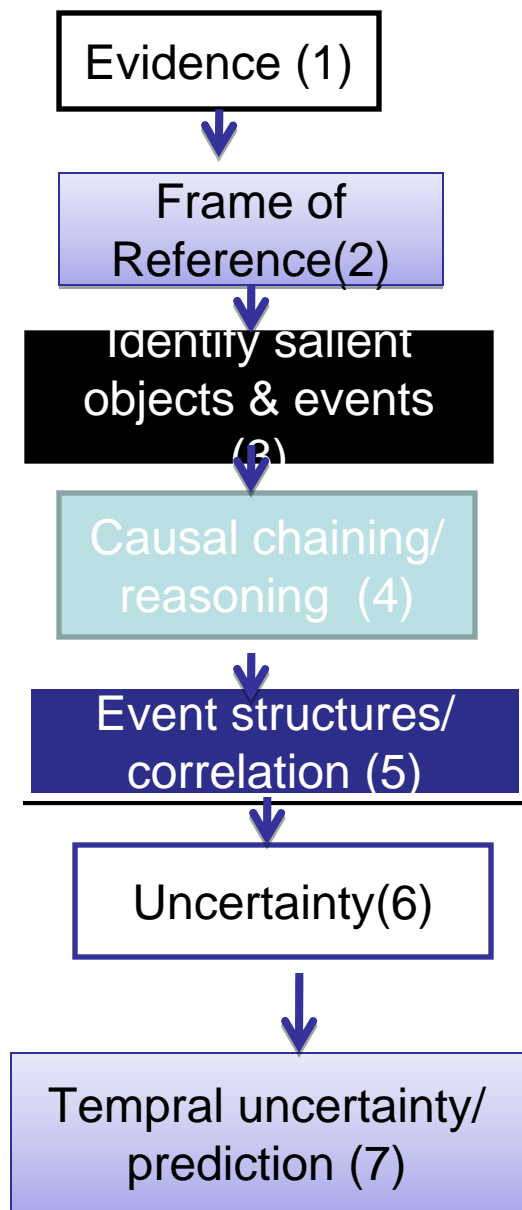 Evidence (1)
Frame of
Reference(2)
Identify salient
objects & events
(3)
Causal chaining/
reasoning (4)
Event structures/
correlation (5)
Uncertainty(6)
Tempral uncertainty/
prediction (7)